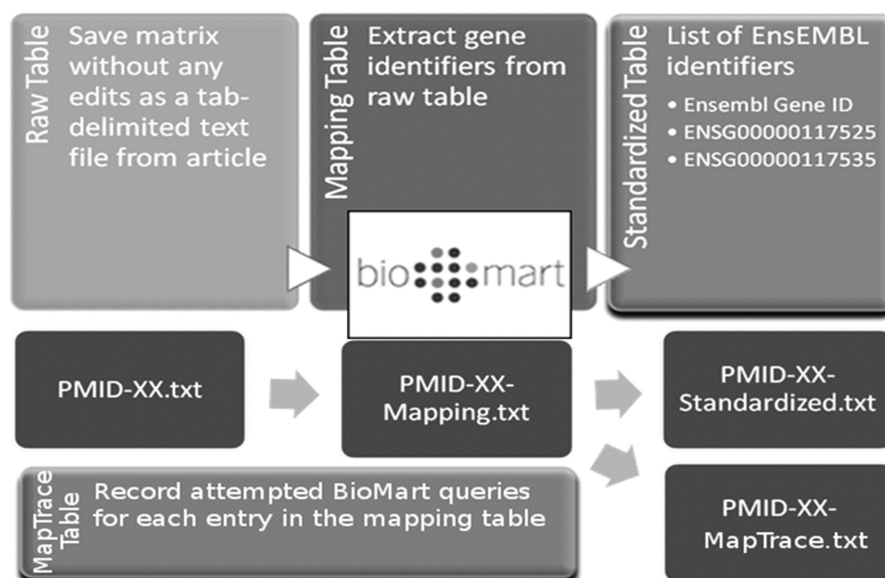 Raw Table
Save matrix
without any
edits as a tab-
delimited text
file from article
Mapping Table
Extract gene
identifiers from
raw table
bio mart
Standardized Table
List of EnsEMBL
identifiers
• Ensembl Gene ID
• ENSG00000117525
• ENSG00000117535
PMID-XX.txt
PMID-XX-
Mapping.txt
PMID-XX-
Standardized.txt
MapTrace
Table
Record attempted BioMart queries
for each entry in the mapping table
PMID-XX-
MapTrace.txt